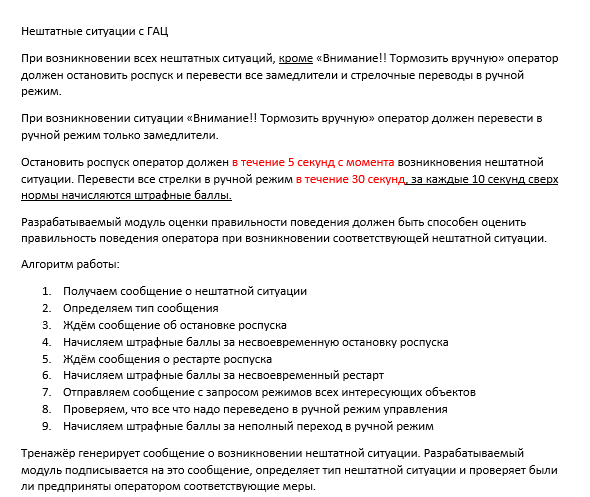 Нештатные ситуации с ГАЦ
При возникновении всех нештатных ситуаций, кроме «Внимание!! Тормозить вручную» оператор
должен остановить роспуск и перевести все замедлители и стрелочные переводы в ручной
режим.
При возникновении ситуации «Внимание!! Тормозить вручную» оператор должен перевести в
ручной режим только замедлители.
Остановить роспуск оператор должен в течение 5 секунд с момента возникновения нештатной
ситуации. Перевести все стрелки в ручной режим в течение 30 секунд, за каждые 10 секунд сверх
нормы начисляются штрафные баллы.
Разрабатываемый модуль оценки правильности поведения должен быть способен оценить
правильность поведения оператора при возникновении соответствующей нештатной ситуации.
Алгоритм работы:
1. Получаем сообщение о нештатной ситуации
2. Определяем тип сообщения
3. Ждём сообщение об остановке роспуска
4. Начисляем штрафные баллы за несвоевременную остановку роспуска
5. Ждём сообщения о рестарте роспуска
6. Начисляем штрафные баллы за несвоевременный рестарт
7. Отправляем сообщение с запросом режимов всех интересующих объектов
8. Проверяем, что все что надо переведено в ручной режим управления
9. Начисляем штрафные баллы за неполный переход в ручной режим
Тренажёр генерирует сообщение о возникновении нештатной ситуации. Разрабатываемый
модуль подписывается на это сообщение, определяет тип нештатной ситуации и проверяет были
ли предприняты оператором соответствующие меры.